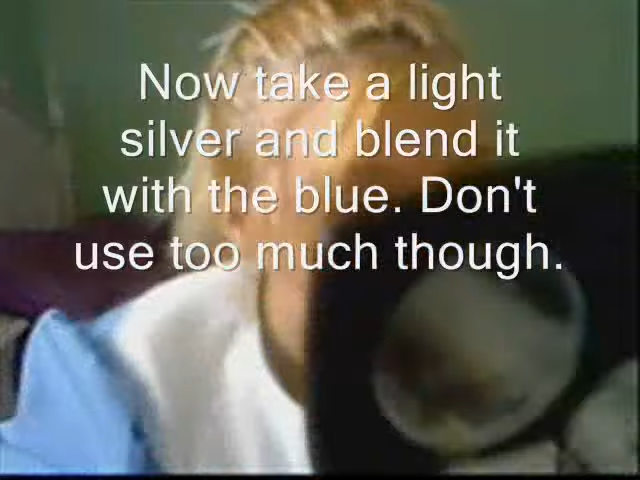 Now take a light
silver and blend it
with the blue. Don't
use too much though.